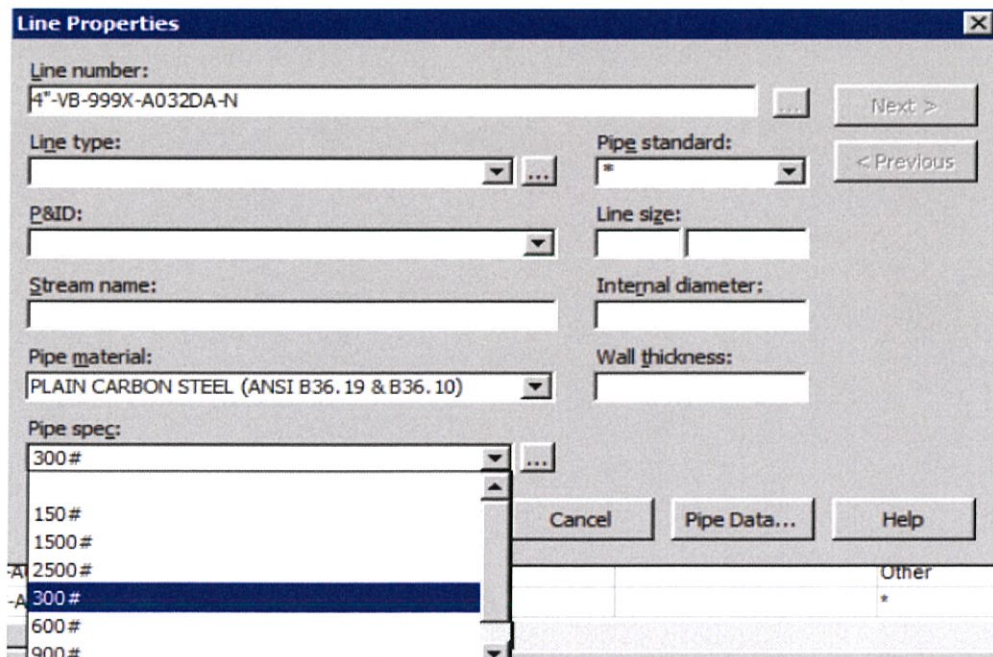 Line Properties
Line number:
4"-VB-999X-A032DA-N
...
Next >
Line type:
...
Pipe standard:
*
< Previous
P&ID:
Line size:
Stream name:
Internal diameter:
Pipe material:
PLAIN CARBON STEEL (ANSI B36.19 & B36.10)
Wall thickness:
Pipe spec:
300#
...
150#
1500#
2500#
300#
600#
900#
Cancel
Pipe Data...
Help
Other
-A
*